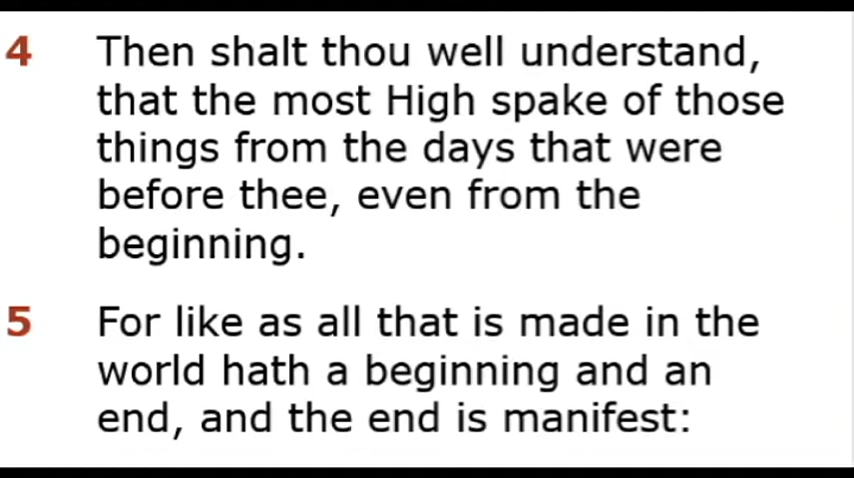 4 Then shalt thou well understand,
that the most High spake of those
things from the days that were
before thee, even from the
beginning.
5 For like as all that is made in the
world hath a beginning and an
end, and the end is manifest: